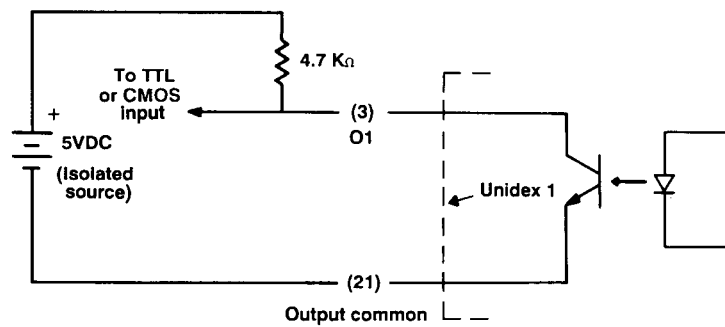 4.7 KΩ
To TTL
or CMOS
input
(3)
O1
+
5VDC
(Isolated
source)
Unidex 1
(21)
Output common